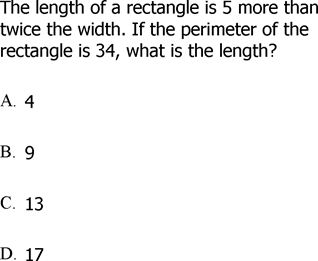 The length of a rectangle is 5 more than
twice the width. If the perimeter of the
rectangle is 34, what is the length?
A. 4
B. 9
C. 13
D. 17